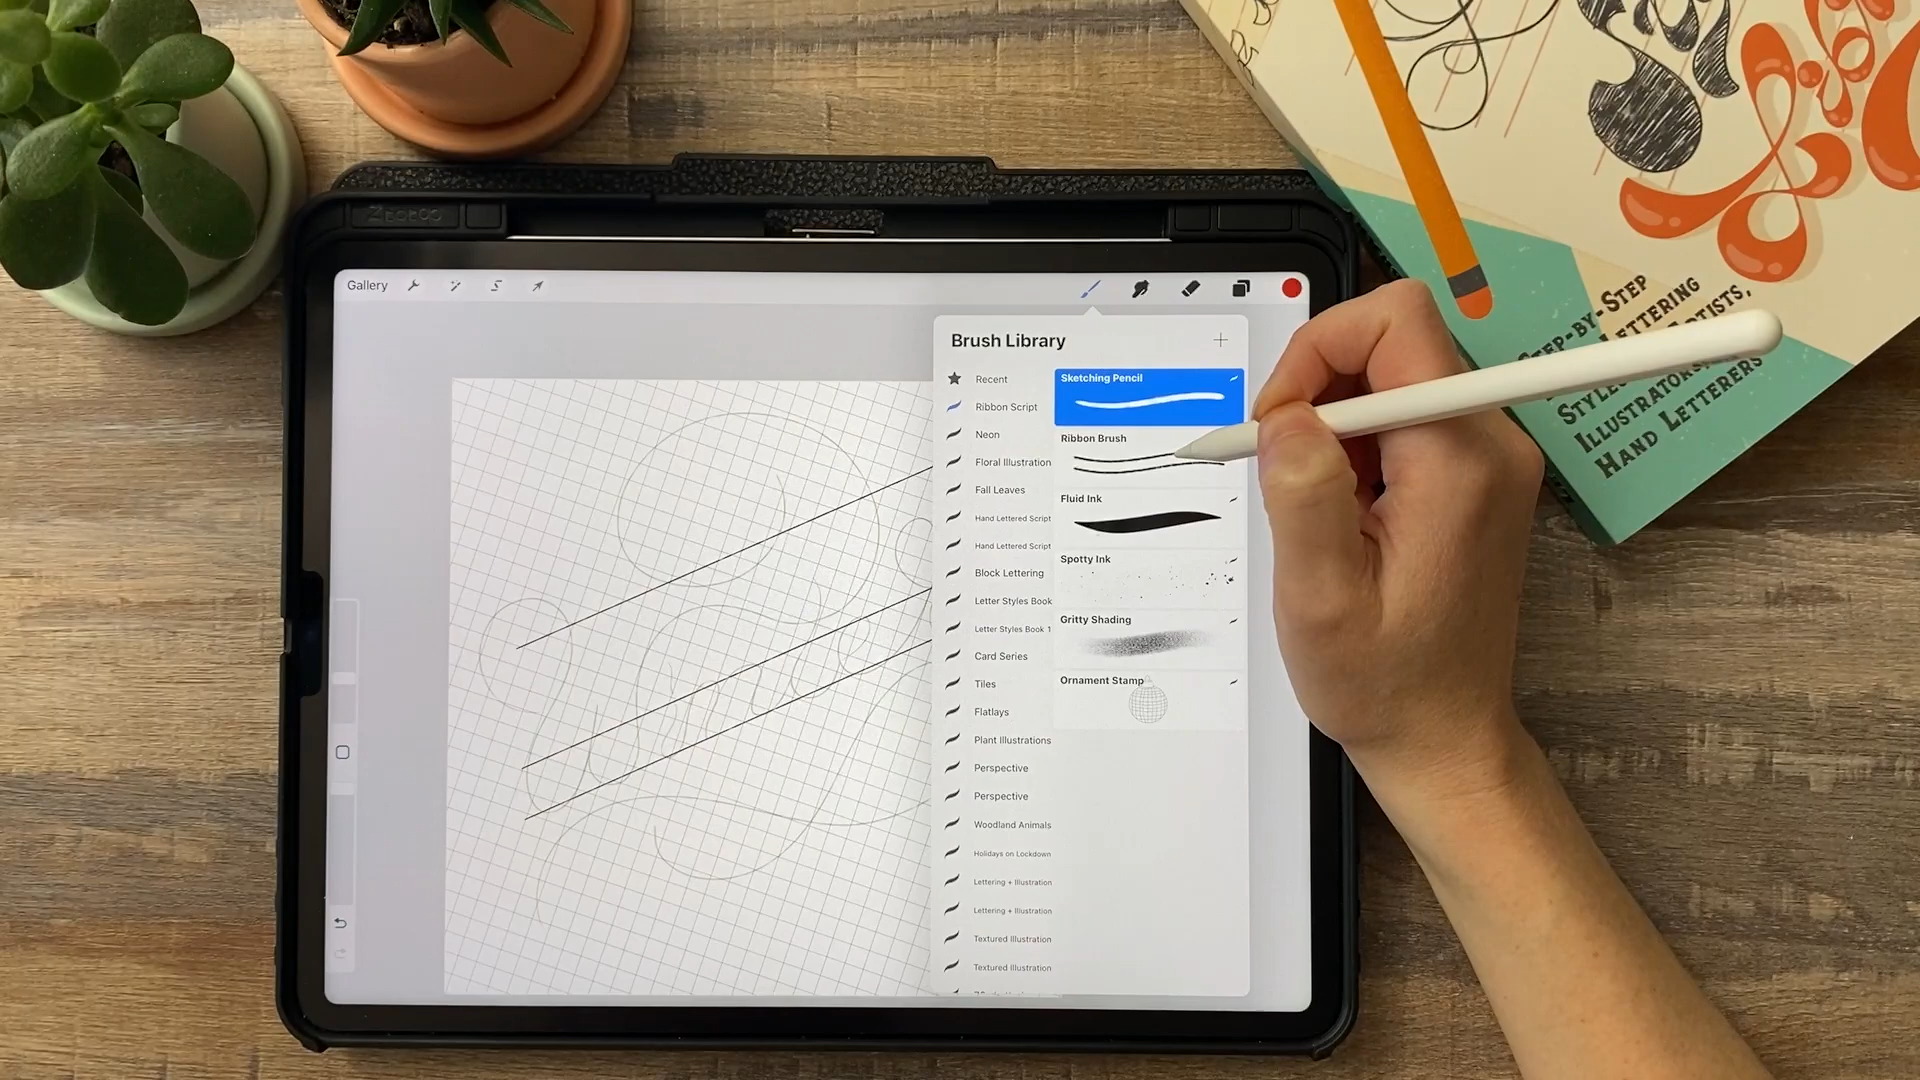 Gallery
Brush Library
Recent
Ribbon Script
Neon
Floral Illustration
Fall Leaves
Hand Lettered Script
Hand Lettered Script
Block Lettering
Letter Styles Book
Letter Styles Book 1
Card Series
Tiles
Flatlays
Plant Illustrations
Perspective
Perspective
Woodland Animals
Holidays on Lockdown
Lettering + Illustration
Lettering + Illustration
Textured Illustration
Textured Illustration
Sketching Pencil
Ribbon Brush
Fluid Ink
Spotty Ink
Gritty Shading
Ornament Stamp
STEP-BY-STEP
LETTERING
HAND LETTERERS